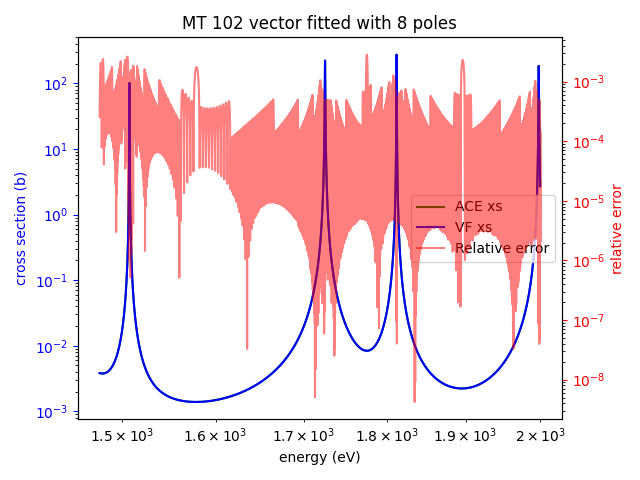 MT 102 vector fitted with 8 poles
cross section (b)
10²
10¹
10⁰
10⁻¹
10⁻²
10⁻³
ACE xs
VF xs
Relative error
10⁻³
10⁻⁴
10⁻⁵
10⁻⁶
10⁻⁷
10⁻⁸
relative error
1.5 × 10³ 1.6 × 10³ 1.7 × 10³ 1.8 × 10³ 1.9 × 10³ 2 × 10³
energy (eV)